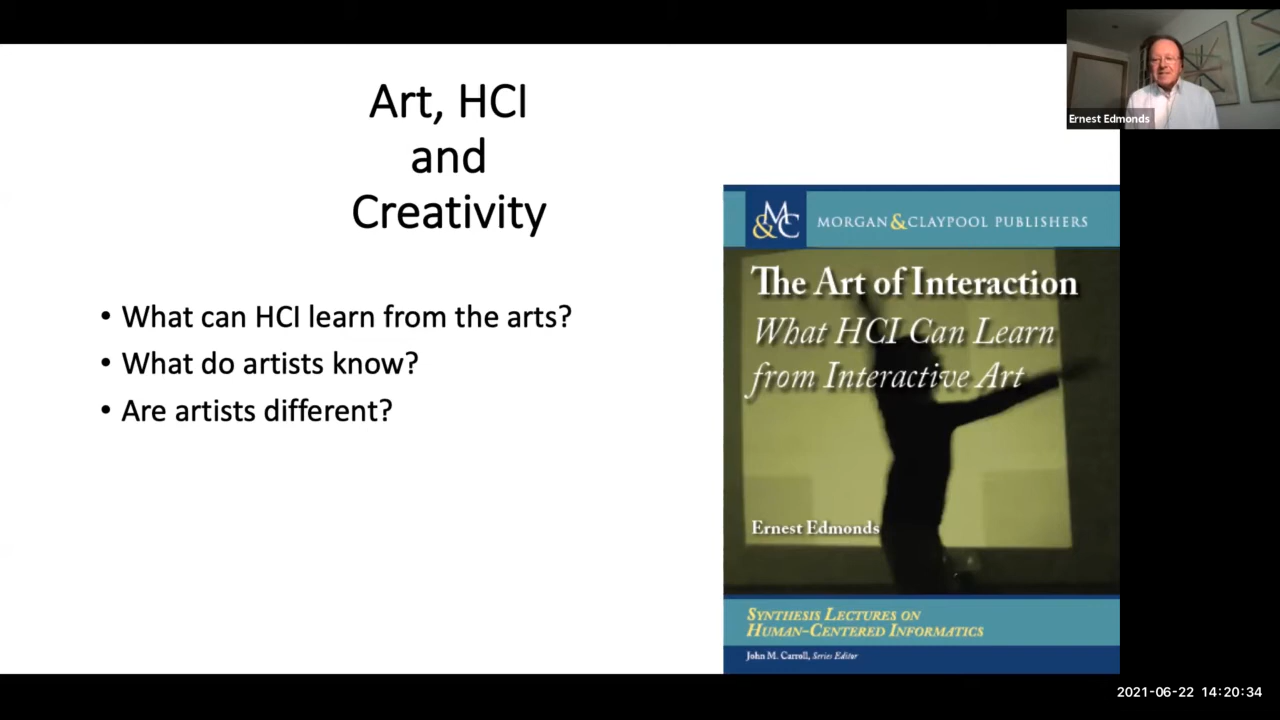 Art, HCI
and
Creativity
• What can HCI learn from the arts?
• What do artists know?
• Are artists different?
M&C MORGAN & CLAYPOOL PUBLISHERS
The Art of Interaction
What HCI Can Learn
from Interactive Art
Ernest Edmonds
SYNTHESIS LECTURES ON
HUMAN-CENTERED INFORMATICS
John M. Carroll, Series Editor
Ernest Edmonds
2021-06-22 14:20:34